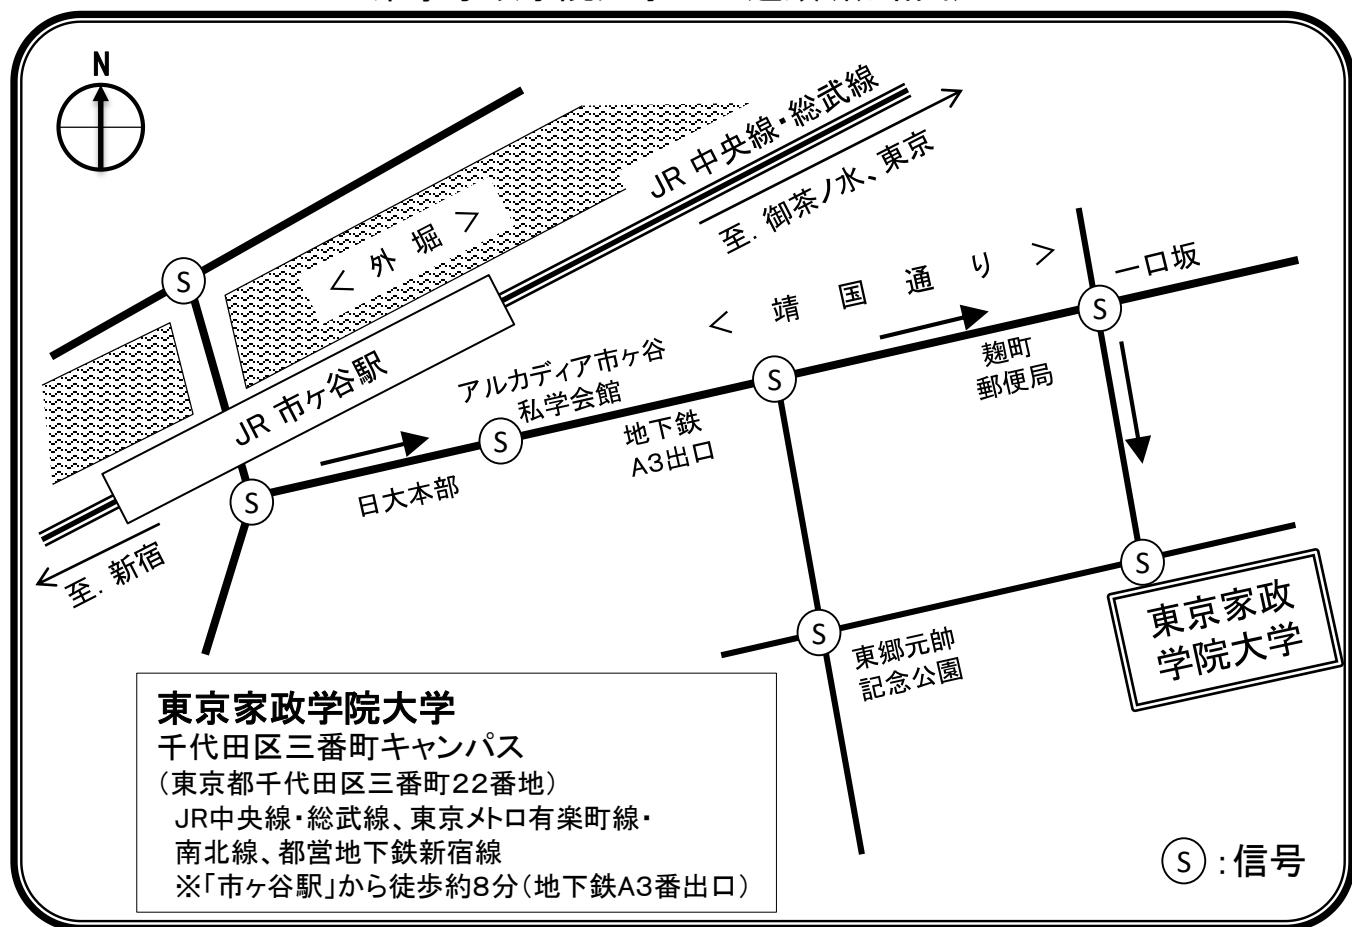 N
JR 中央線・総武線
至. 御茶ノ水、東京
＜ 外 堀 ＞
S
＜ 靖 国 通 り ＞
一口坂
S
JR 市ヶ谷駅
アルカディア市ヶ谷
私学会館
S
麹町
郵便局
S
地下鉄
A3出口
日大本部
S
至. 新宿
S
S
東郷元帥
記念公園
東京家政
学院大学
東京家政学院大学
千代田区三番町キャンパス
（東京都千代田区三番町22番地）
JR中央線・総武線、東京メトロ有楽町線・
南北線、都営地下鉄新宿線
※「市ヶ谷駅」から徒歩約8分（地下鉄A3番出口）
S：信号